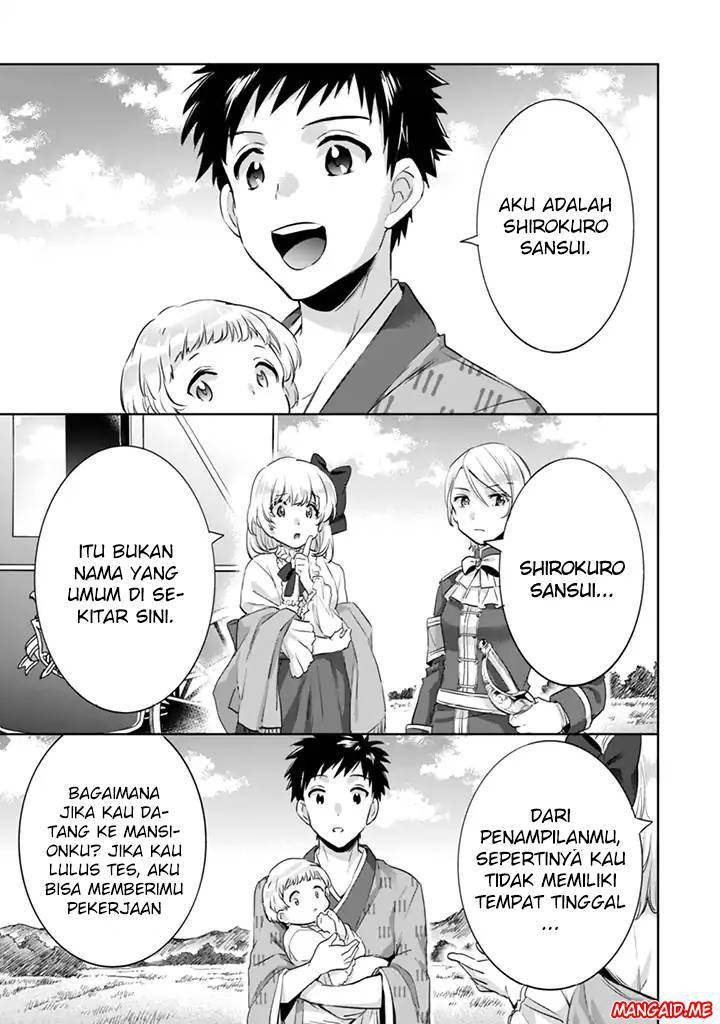 AKU ADALAH
SHIROKURO
SANSUI.
SHIROKURO
SANSUI...
ITU BUKAN
NAMA YANG
UMUM DI SE-
KITAR SINI.
DARI
PENAMPILANMU,
SEPERTINYA KAU
TIDAK MEMILIKI
TEMPAT TINGGAL
...
BAGAIMANA
JIKA KAU DA-
TANG KE MANSI-
ONKU? JIKA KAU
LULUS TES, AKU
BISA MEMBERIMU
PEKERJAAN
MANGAID.ME